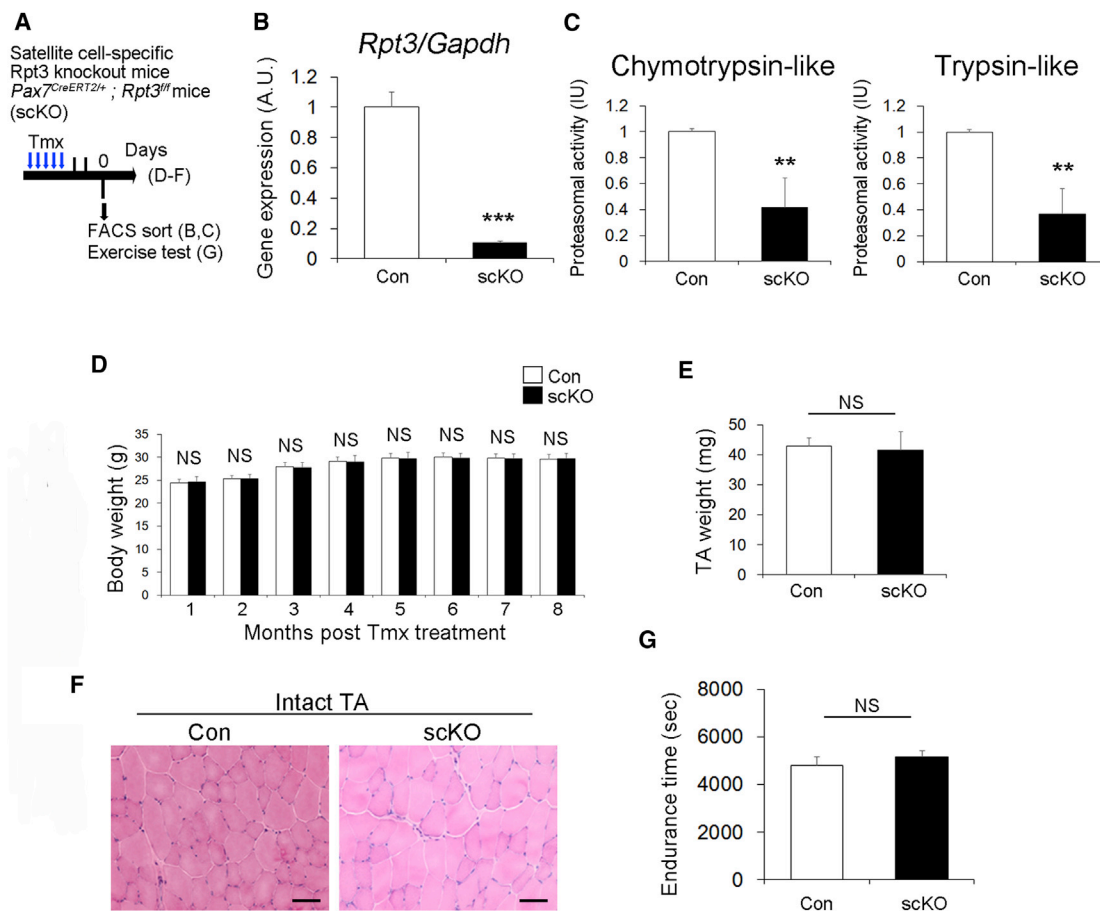 A
Satellite cell-specific
Rpt3 knockout mice
Pax7CreERT2/+ ; Rpt3f/f mice
(scKO)
Tmx
0
Days
(D-F)
FACS sort (B,C)
Exercise test (G)
B
Rpt3/Gapdh
Gene expression (A.U.)
1.2
1
0.8
0.6
0.4
0.2
0
***
Con
scKO
C
Chymotrypsin-like
Proteasomal activity (IU)
1.2
1
0.8
0.6
0.4
0.2
0
**
Con
scKO
Trypsin-like
Proteasomal activity (IU)
1.2
1
0.8
0.6
0.4
0.2
0
**
Con
scKO
D
Con
scKO
Body weight (g)
35
30
25
20
15
10
5
0
NS NS NS NS NS NS NS NS
1 2 3 4 5 6 7 8
Months post Tmx treatment
E
NS
TA weight (mg)
60
50
40
30
20
10
0
Con
scKO
F
Intact TA
Con
scKO
G
NS
Endurance time (sec)
8000
6000
4000
2000
0
Con
scKO